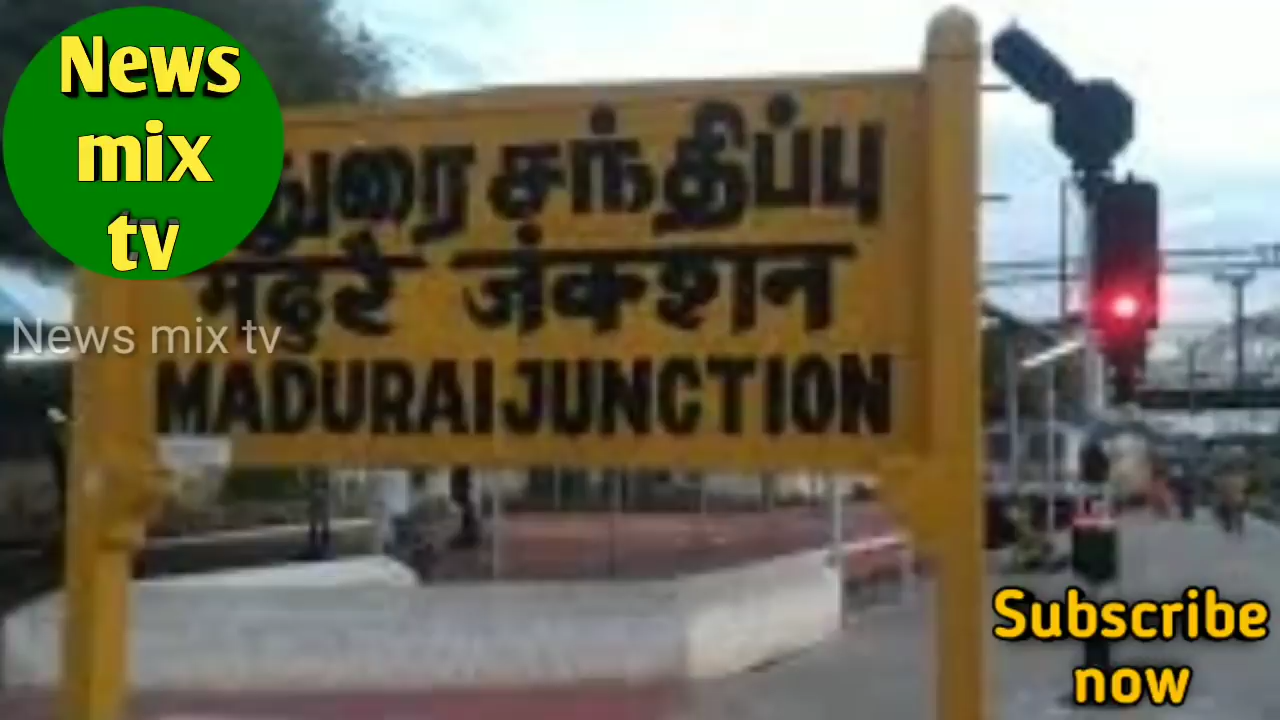 News
mix
tv
துரை சந்திப்பு
मदुरै जंकशन
News mix tv
MADURAI JUNCTION
Subscribe
now